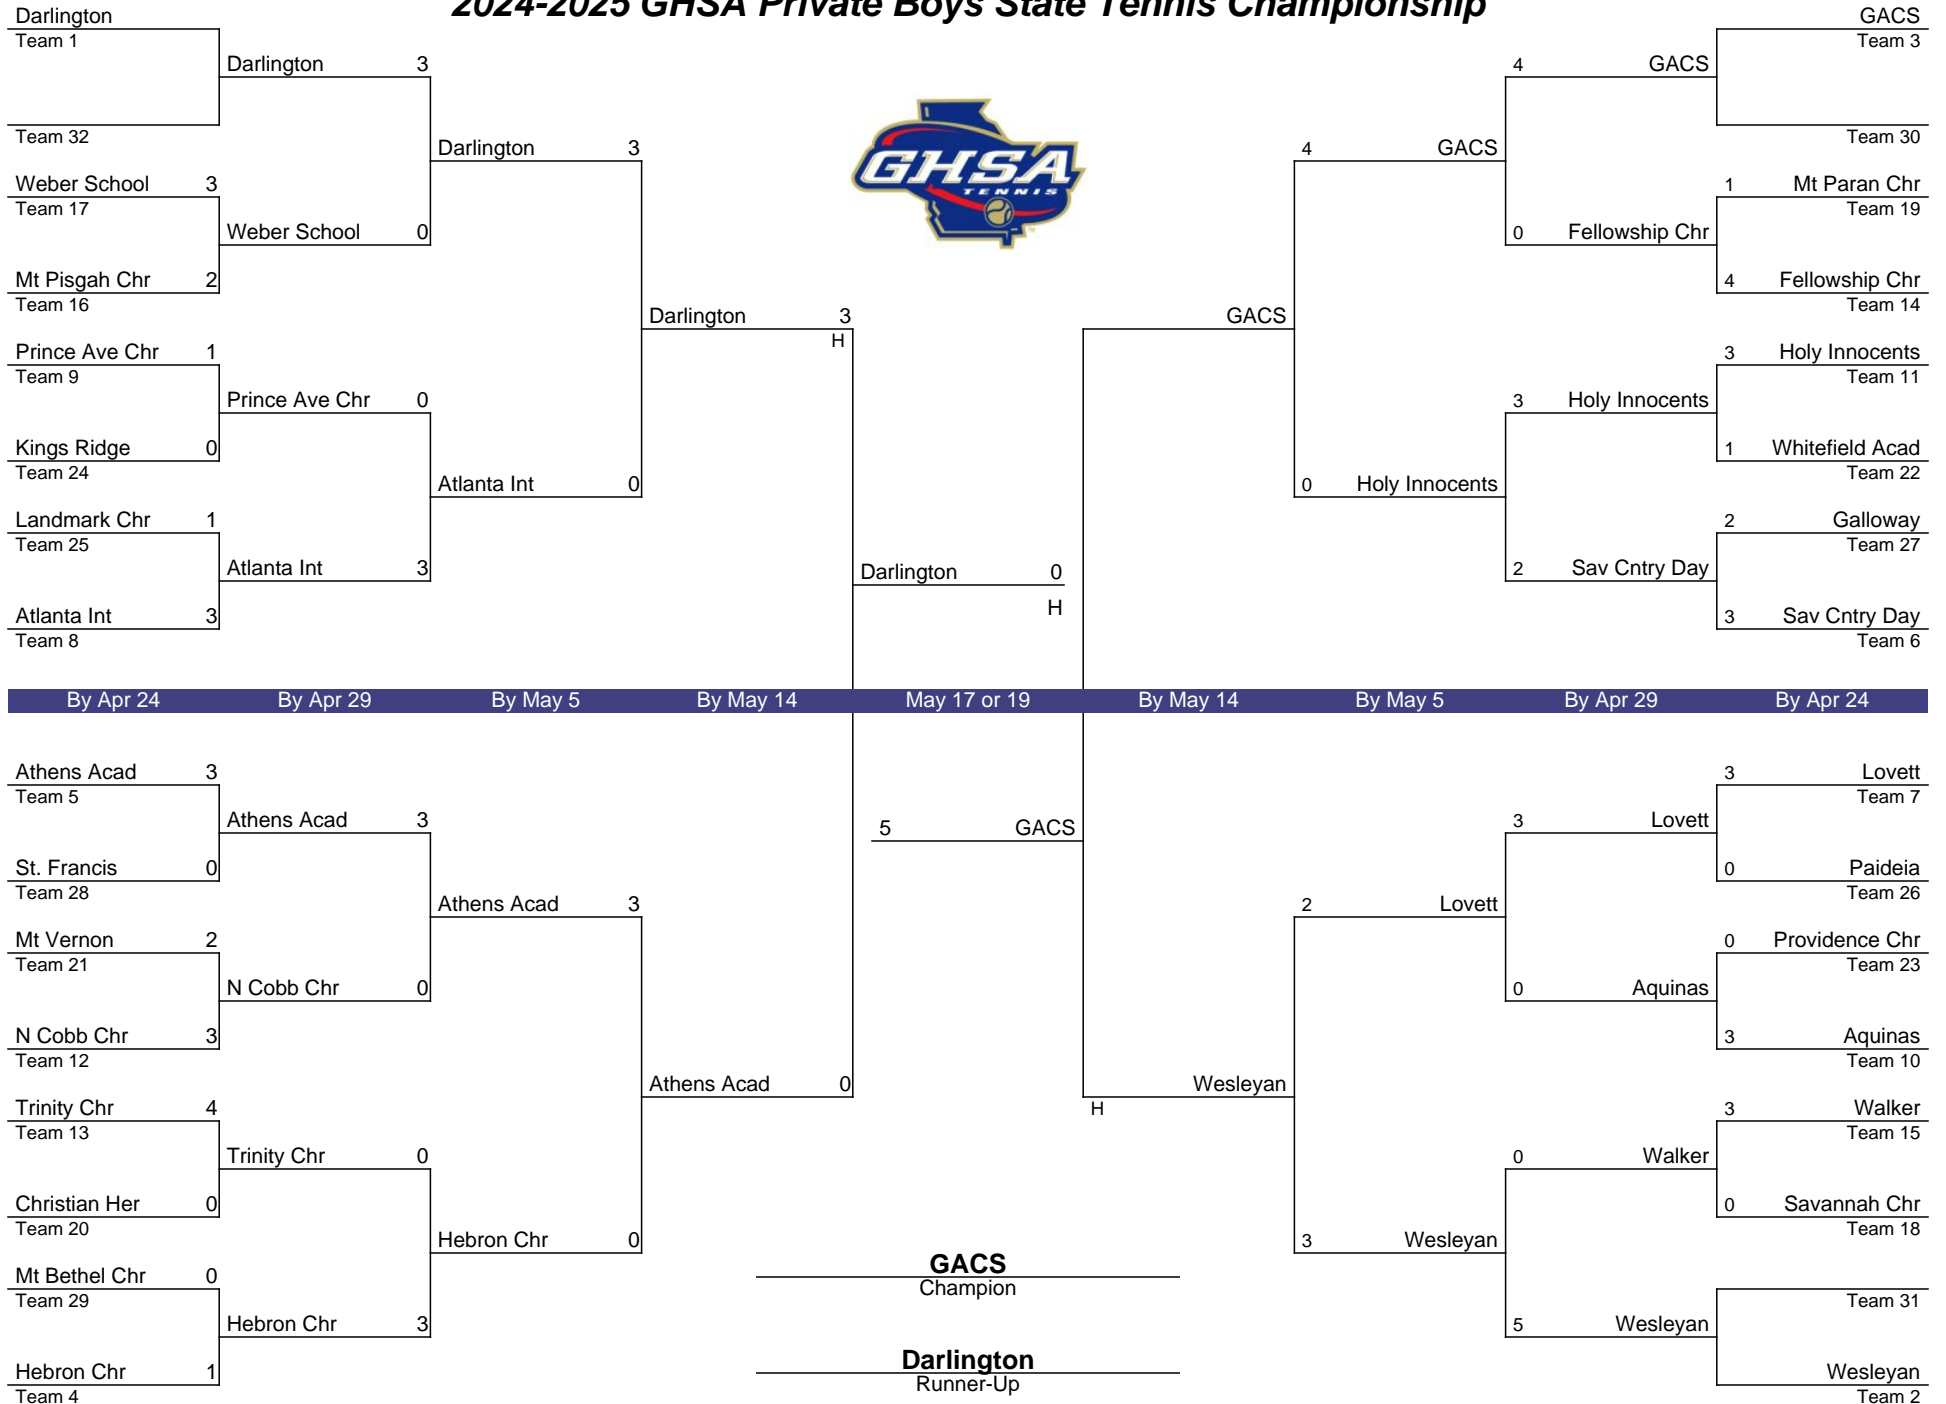 2024-2025 GHSA Private Boys State Tennis Championship
GHSA
TENNIS
Darlington
Team 1
Team 32
Weber School 3
Team 17
Mt Pisgah Chr 2
Team 16
Prince Ave Chr 1
Team 9
Kings Ridge 0
Team 24
Landmark Chr 1
Team 25
Atlanta Int 3
Team 8
Darlington 3
Weber School 0
Prince Ave Chr 0
Atlanta Int 3
Darlington 3
Atlanta Int 0
Darlington 3
H
Darlington 0
H
GACS
4 GACS
0 Holy Innocents
4 GACS
0 Fellowship Chr
3 Holy Innocents
2 Sav Cntry Day
GACS
Team 3
Team 30
1 Mt Paran Chr
Team 19
4 Fellowship Chr
Team 14
3 Holy Innocents
Team 11
1 Whitefield Acad
Team 22
2 Galloway
Team 27
3 Sav Cntry Day
Team 6
By Apr 24 By Apr 29 By May 5 By May 14 May 17 or 19 By May 14 By May 5 By Apr 29 By Apr 24
Athens Acad 3
Team 5
St. Francis 0
Team 28
Mt Vernon 2
Team 21
N Cobb Chr 3
Team 12
Trinity Chr 4
Team 13
Christian Her 0
Team 20
Mt Bethel Chr 0
Team 29
Hebron Chr 1
Team 4
Athens Acad 3
N Cobb Chr 0
Trinity Chr 0
Hebron Chr 3
Athens Acad 3
Hebron Chr 0
Athens Acad 0
5 GACS
Wesleyan
H
2 Lovett
3 Wesleyan
3 Lovett
0 Aquinas
0 Walker
5 Wesleyan
3 Lovett
Team 7
0 Paideia
Team 26
0 Providence Chr
Team 23
3 Aquinas
Team 10
3 Walker
Team 15
0 Savannah Chr
Team 18
Team 31
Wesleyan
Team 2
GACS
Champion
Darlington
Runner-Up